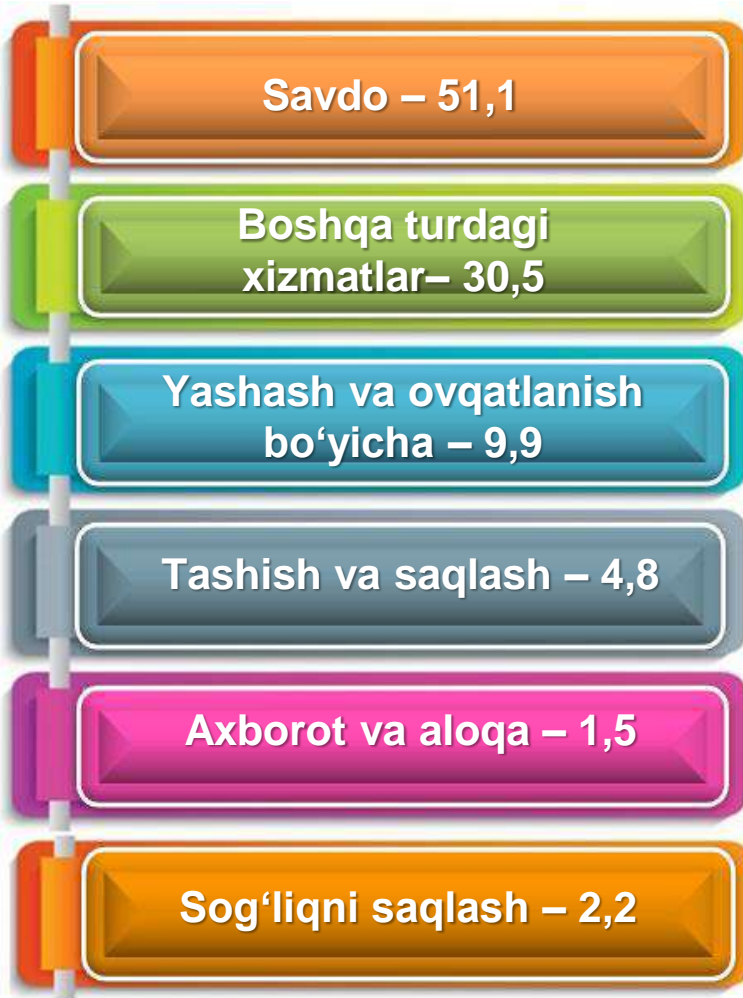 Savdo – 51,1
Boshqa turdagi
xizmatlar– 30,5
Yashash va ovqatlanish
bo‘yicha – 9,9
Tashish va saqlash – 4,8
Axborot va aloqa – 1,5
Sog‘liqni saqlash – 2,2